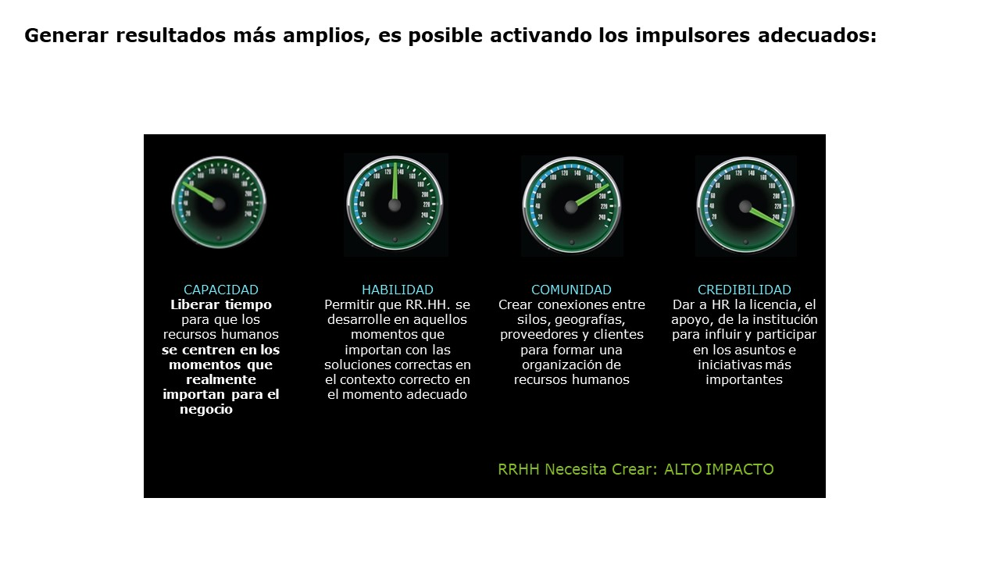 Generar resultados más amplios, es posible activando los impulsores adecuados:
CAPACIDAD
Liberar tiempo
para que los
recursos humanos
se centren en los
momentos que
realmente
importan para el
negocio
HABILIDAD
Permitir que RR.HH. se
desarrolle en aquellos
momentos que
importan con las
soluciones correctas en
el contexto correcto en
el momento adecuado
COMUNIDAD
Crear conexiones entre
silos, geografías,
proveedores y clientes
para formar una
organización de
recursos humanos
CREDIBILIDAD
Dar a HR la licencia, el
apoyo, de la institución
para influir y participar
en los asuntos e
iniciativas más
importantes
RRHH Necesita Crear: ALTO IMPACTO